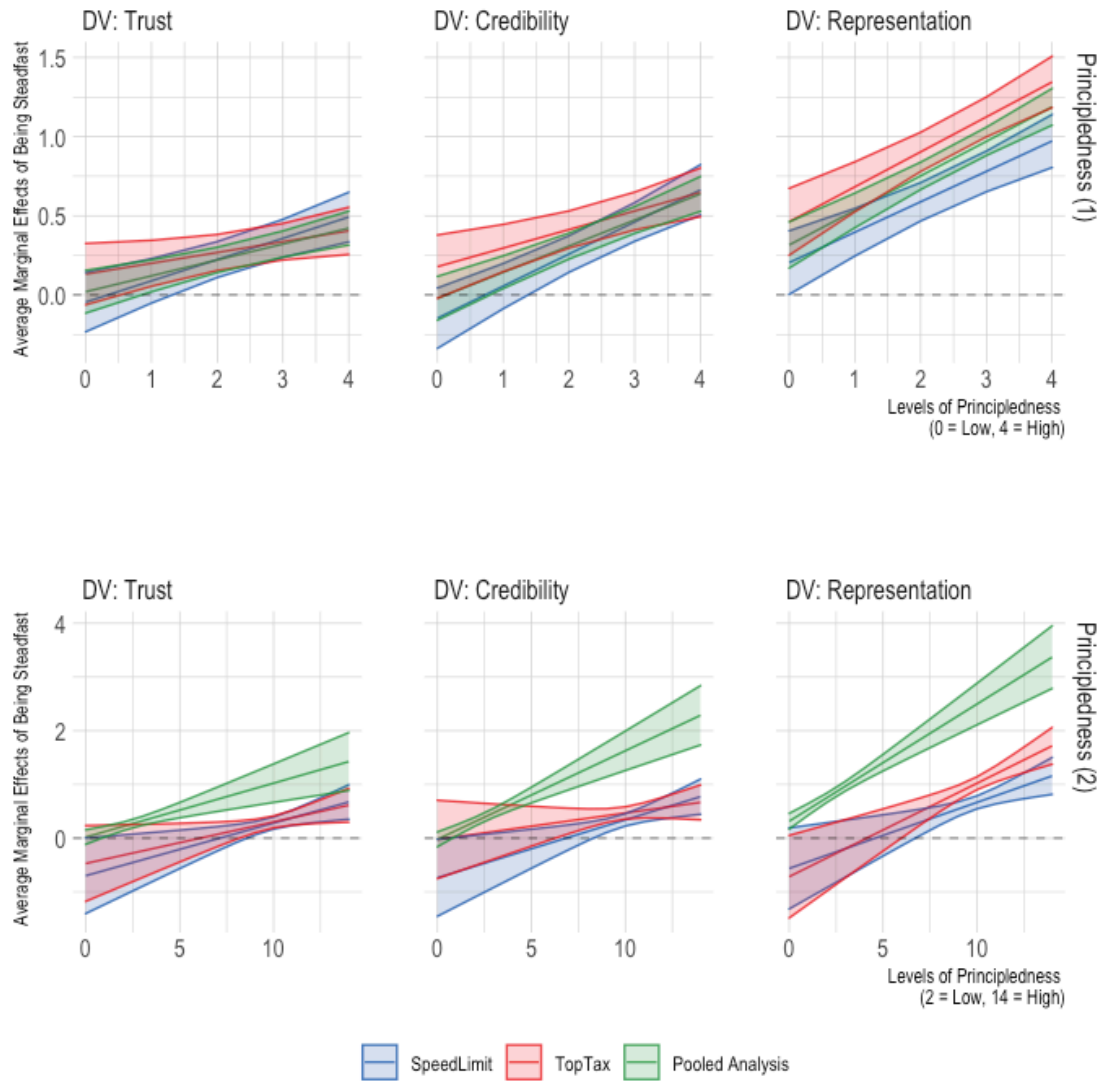 DV: Trust
DV: Credibility
DV: Representation
Average Marginal Effects of Being Steadfast
1.5
1.0
0.5
0.0
0 1 2 3 4
0 1 2 3 4
0 1 2 3 4
Principledness (1)
Levels of Principledness
(0 = Low, 4 = High)
DV: Trust
DV: Credibility
DV: Representation
Average Marginal Effects of Being Steadfast
4
2
0
0 5 10
0 5 10
0 5 10
Principledness (2)
Levels of Principledness
(2 = Low, 14 = High)
SpeedLimit
TopTax
Pooled Analysis